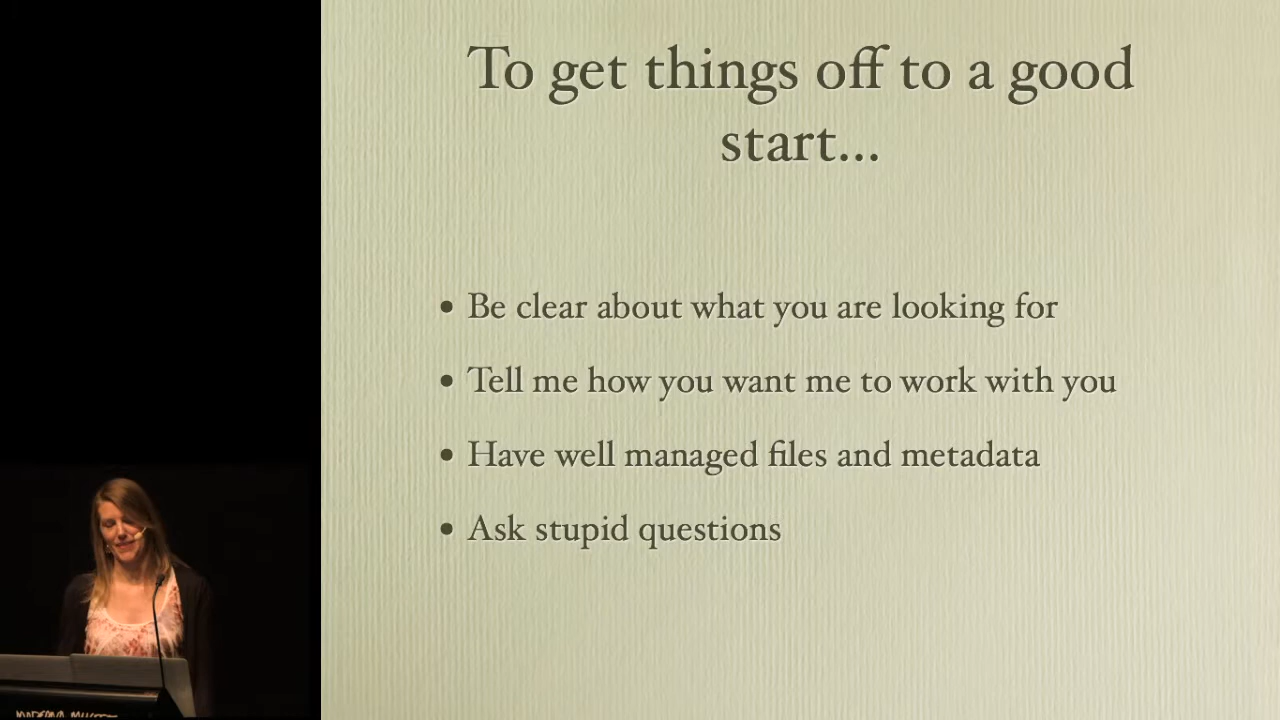 To get things off to a good
start...
• Be clear about what you are looking for
• Tell me how you want me to work with you
• Have well managed files and metadata
• Ask stupid questions